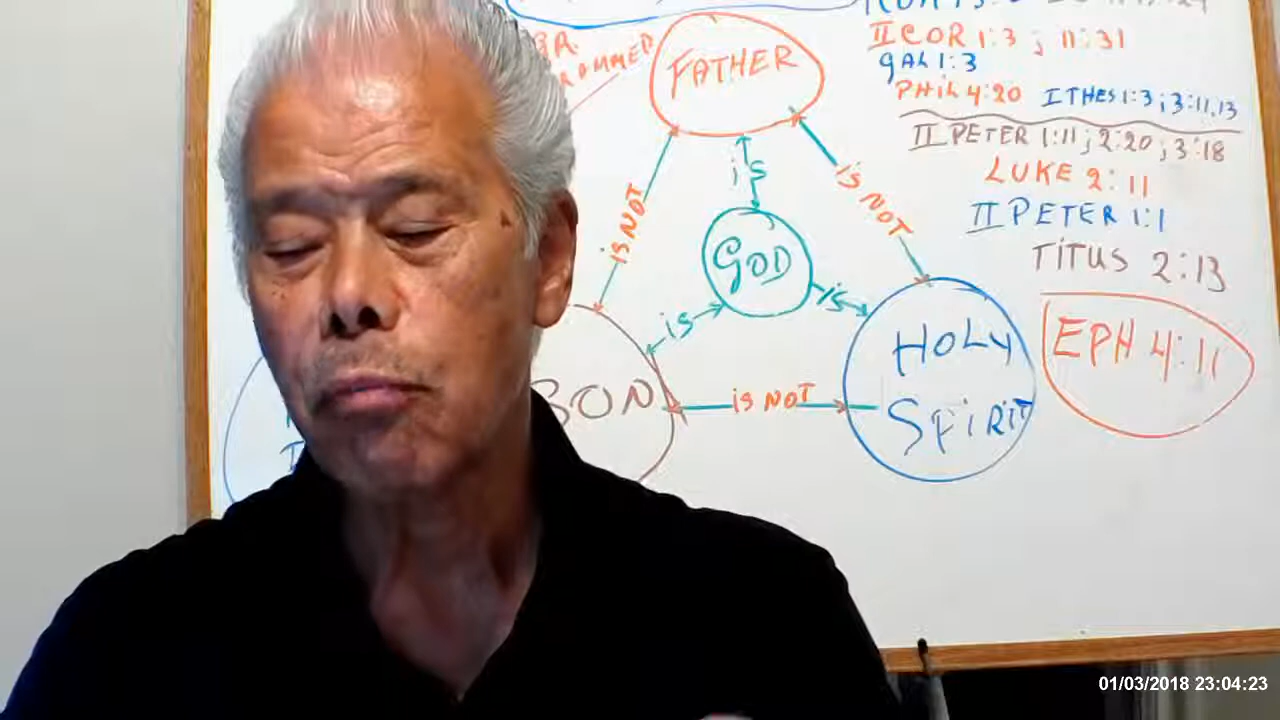 II COR 1:3 ; 11:31
GAL 1:3
PHIL 4:20 I THES 1:3 ; 3:11,13
II PETER 1:11 ; 2:20 ; 3:18
LUKE 2:11
II PETER 1:1
TITUS 2:13
EPH 4:11
BR.
ROMMEL
FATHER
is NOT
is
is NOT
GOD
is
is
SON
is NOT
HOLY
SPIRIT
01/03/2018 23:04:23